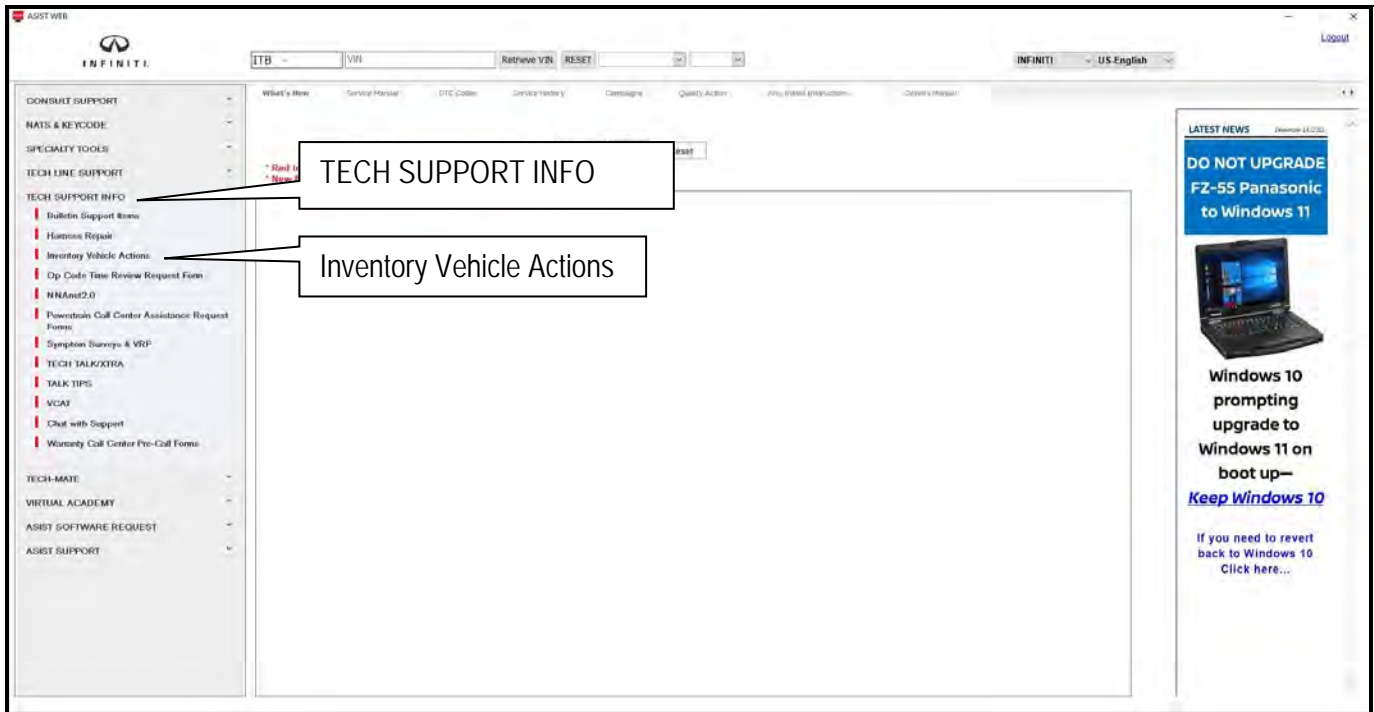 ASIST WEB
INFINITI
ITB
VIN
Retrieve VIN
RESET
INFINITI
US-English
Logout
What's New
Service Manual
DTC Codes
Service History
Campaigns
Quality Action
Owner's Manual
CONSULT SUPPORT
NATS & KEYCODE
SPECIALTY TOOLS
TECH LINE SUPPORT
TECH SUPPORT INFO
Bulletin Support Items
Harness Repair
Inventory Vehicle Actions
Op Code Time Review Request Form
NNAnet2.0
Powertrain Call Center Assistance Request
Forms
Symptom Surveys & VRP
TECH TALK/XTRA
TALK TIPS
VCAT
Chat with Support
Warranty Call Center Pre-Call Forms
TECH-MATE
VIRTUAL ACADEMY
ASIST SOFTWARE REQUEST
ASIST SUPPORT
* Red
* New
TECH SUPPORT INFO
Inventory Vehicle Actions
LATEST NEWS
DO NOT UPGRADE
FZ-55 Panasonic
to Windows 11
Windows 10
prompting
upgrade to
Windows 11 on
boot up—
Keep Windows 10
If you need to revert
back to Windows 10
Click here...